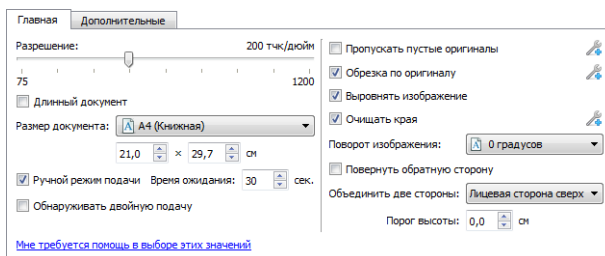 Главная
Дополнительные
Разрешение: 200 тчк/дюйм
75 1200
Длинный документ
Размер документа: A4 (Книжная)
21,0 × 29,7 см
Ручной режим подачи Время ожидания: 30 сек.
Обнаруживать двойную подачу
Мне требуется помощь в выборе этих значений
Пропускать пустые оригиналы
Обрезка по оригиналу
Выровнять изображение
Очищать края
Поворот изображения: 0 градусов
Повернуть обратную сторону
Объединить две стороны: Лицевая сторона сверх
Порог высоты: 0,0 см